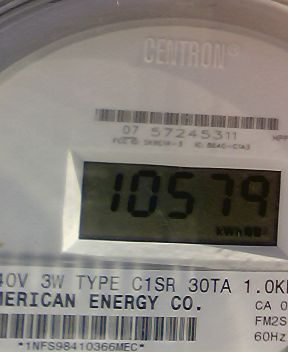 CENTRON®
07 57245311
10579
kWh
40V 3W TYPE C1SR 30TA 1.0K
MERICAN ENERGY CO.
CA 0
FM2S
60Hz
*1NFS98410366MEC*